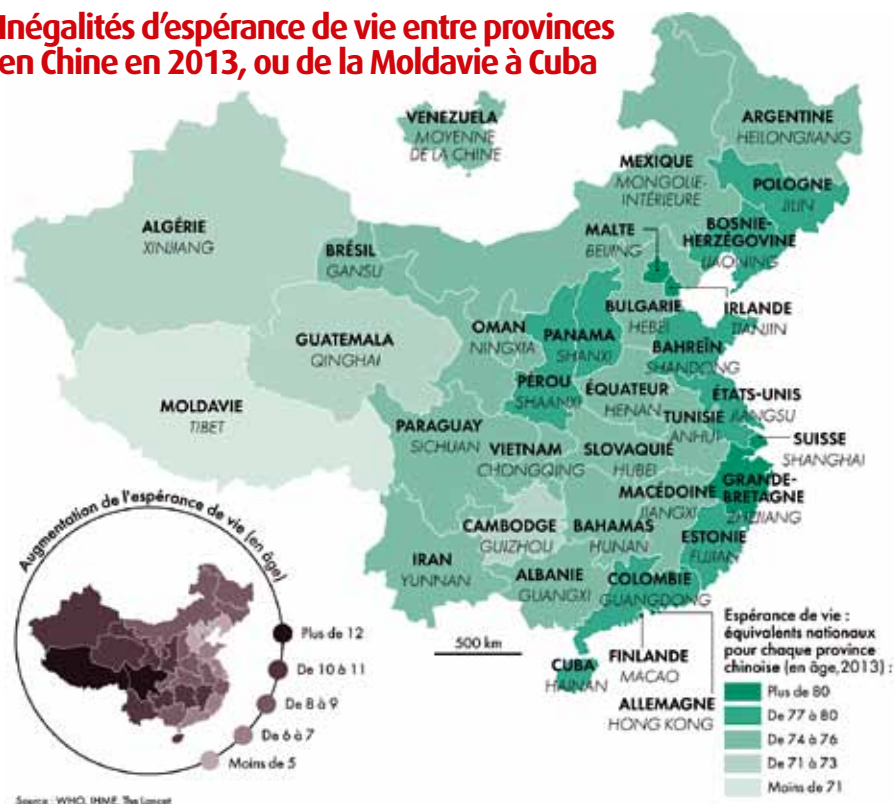 Inégalités d'espérance de vie entre provinces
en Chine en 2013, ou de la Moldavie à Cuba
VENEZUELA
MOYENNE
DE LA CHINE
ARGENTINE
HEILONGJIANG
MEXIQUE
MONGOLIE-
INTÉRIEURE
POLOGNE
JILIN
ALGÉRIE
XINJIANG
BRÉSIL
GANSU
MALTE
BEIJING
BOSNIE-
HERZÉGOVINE
LIAONING
GUATEMALA
QINGHAI
OMAN
NINGXIA
PANAMA
SHANXI
BULGARIE
HEBEI
IRLANDE
TIANJIN
BAHREÏN
SHANDONG
MOLDAVIE
TIBET
PÉROU
SHAANXI
ÉQUATEUR
HENAN
ÉTATS-UNIS
JIANGSU
TUNISIE
ANHUI
SUISSE
SHANGHAI
PARAGUAY
SICHUAN
VIETNAM
CHONGQING
SLOVAQUIE
HUBEI
GRANDE-
BRETAGNE
ZHEJIANG
MACÉDOINE
JIANGXI
CAMBODGE
GUIZHOU
BAHAMAS
HUNAN
ESTONIE
FUJIAN
IRAN
YUNNAN
ALBANIE
GUANGXI
COLOMBIE
GUANGDONG
CUBA
HAINAN
FINLANDE
MACAO
ALLEMAGNE
HONG KONG
500 km
Augmentation de l'espérance de vie (en âge)
Plus de 12
De 10 à 11
De 8 à 9
De 6 à 7
Moins de 5
Espérance de vie :
équivalents nationaux
pour chaque province
chinoise (en âge,2013) :
Plus de 80
De 77 à 80
De 74 à 76
De 71 à 73
Moins de 71
Source : WHO, IHME, The Lancet